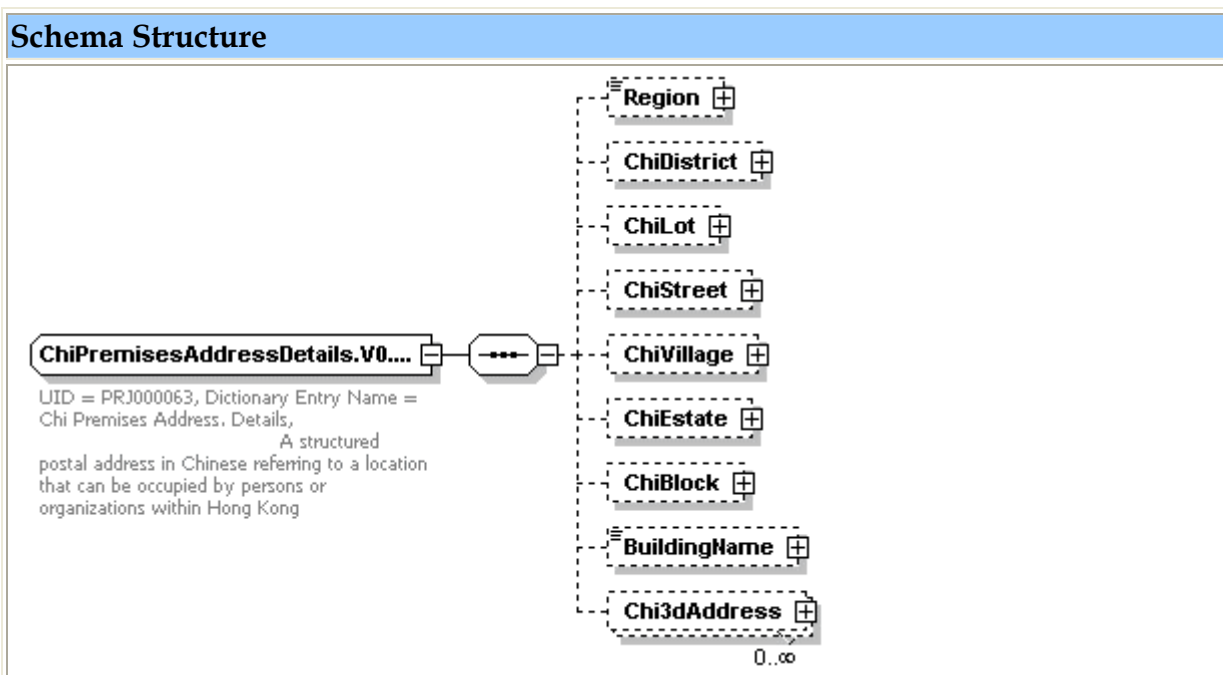 Schema Structure
Region
ChiDistrict
ChiLot
ChiStreet
ChiPremisesAddressDetails.V0....
ChiVillage
UID = PRJ000063, Dictionary Entry Name =
Chi Premises Address. Details,
A structured
postal address in Chinese referring to a location
that can be occupied by persons or
organizations within Hong Kong
ChiEstate
ChiBlock
BuildingName
Chi3dAddress
0..∞